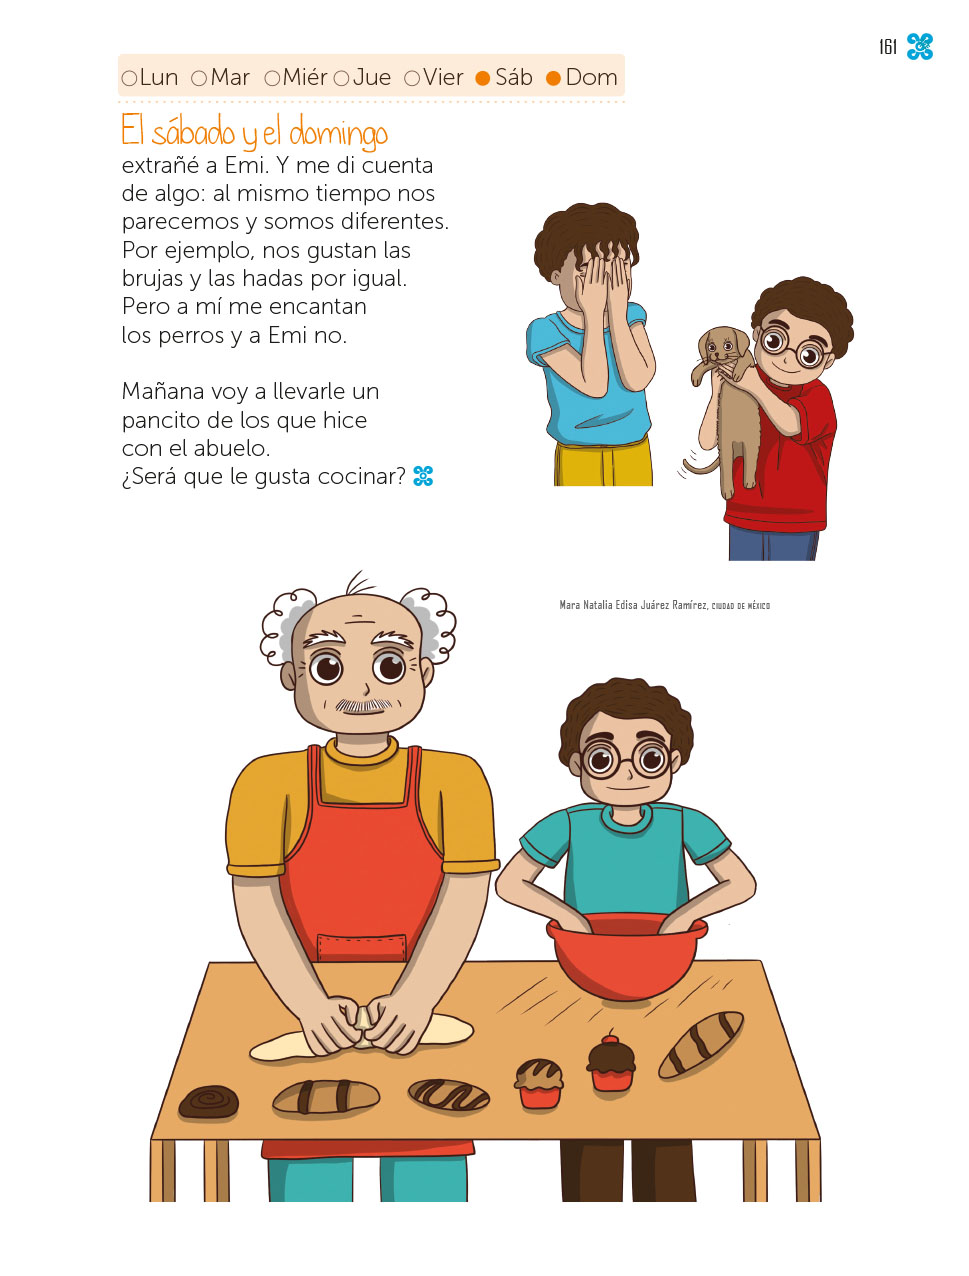 161
Lun Mar Miér Jue Vier Sáb Dom
El sábado y el domingo
extrañé a Emi. Y me di cuenta
de algo: al mismo tiempo nos
parecemos y somos diferentes.
Por ejemplo, nos gustan las
brujas y las hadas por igual.
Pero a mí me encantan
los perros y a Emi no.
Mañana voy a llevarle un
pancito de los que hice
con el abuelo.
¿Será que le gusta cocinar?
Mara Natalia Edisa Juárez Ramírez, CIUDAD DE MÉXICO